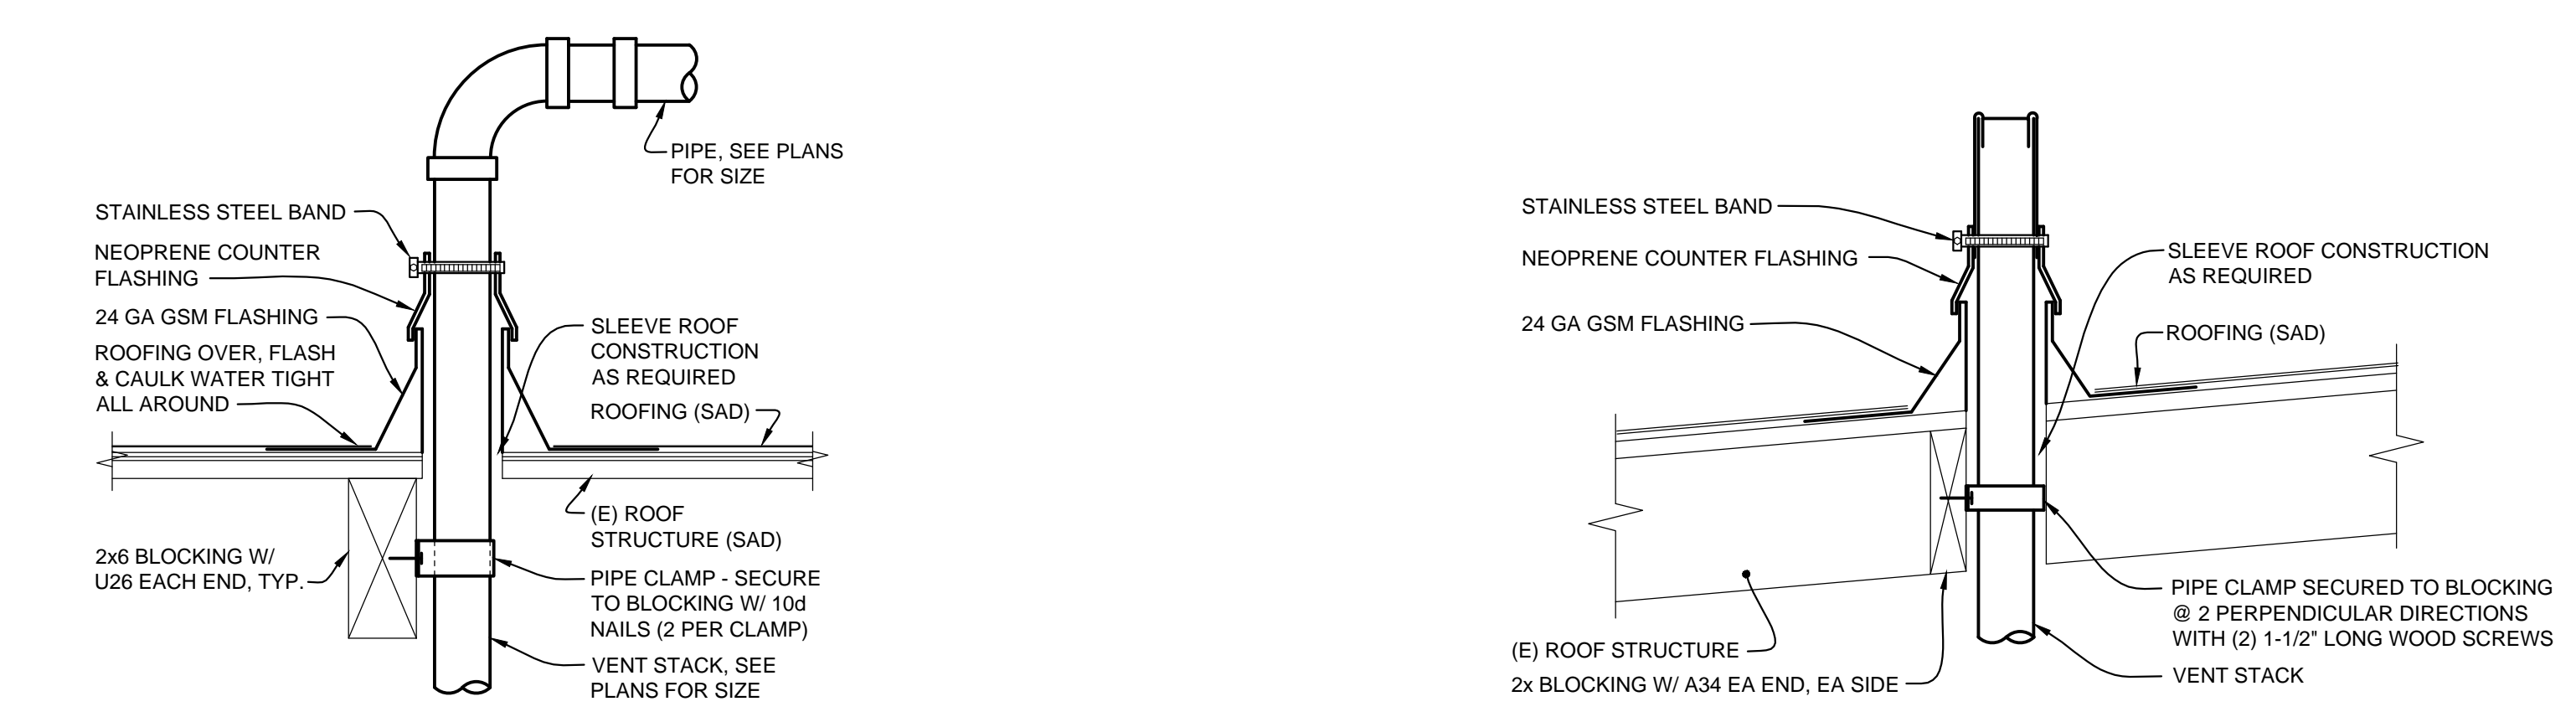 PIPE, SEE PLANS
FOR SIZE
STAINLESS STEEL BAND
NEOPRENE COUNTER
FLASHING
24 GA GSM FLASHING
ROOFING OVER, FLASH
& CAULK WATER TIGHT
ALL AROUND
SLEEVE ROOF
CONSTRUCTION
AS REQUIRED
ROOFING (SAD)
(E) ROOF
STRUCTURE (SAD)
2x6 BLOCKING W/
U26 EACH END, TYP.
PIPE CLAMP - SECURE
TO BLOCKING W/ 10d
NAILS (2 PER CLAMP)
VENT STACK, SEE
PLANS FOR SIZE
STAINLESS STEEL BAND
NEOPRENE COUNTER FLASHING
24 GA GSM FLASHING
SLEEVE ROOF CONSTRUCTION
AS REQUIRED
ROOFING (SAD)
PIPE CLAMP SECURED TO BLOCKING
@ 2 PERPENDICULAR DIRECTIONS
WITH (2) 1-1/2" LONG WOOD SCREWS
(E) ROOF STRUCTURE
2x BLOCKING W/ A34 EA END, EA SIDE
VENT STACK